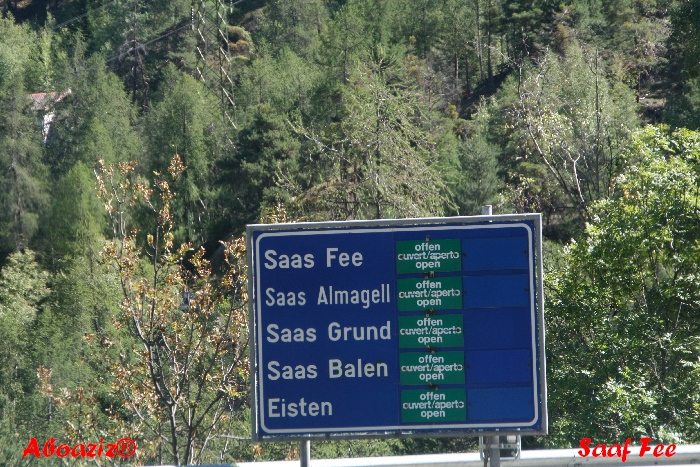 Saas Fee offen
ouvert/aperto
open
Saas Almagell offen
ouvert/aperto
open
Saas Grund offen
ouvert/aperto
open
Saas Balen offen
ouvert/aperto
open
Eisten offen
ouvert/aperto
open
Aboaziz® Saaf Fee